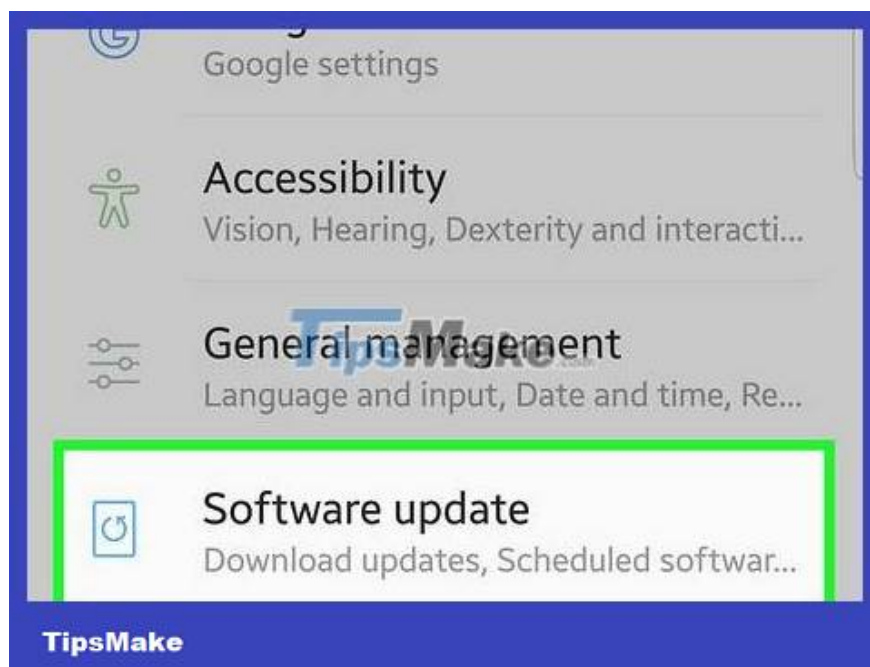 Google settings
Accessibility
Vision, Hearing, Dexterity and interacti...
General management
TipsMake
Language and input, Date and time, Re...
Software update
Download updates, Scheduled softwar...
TipsMake